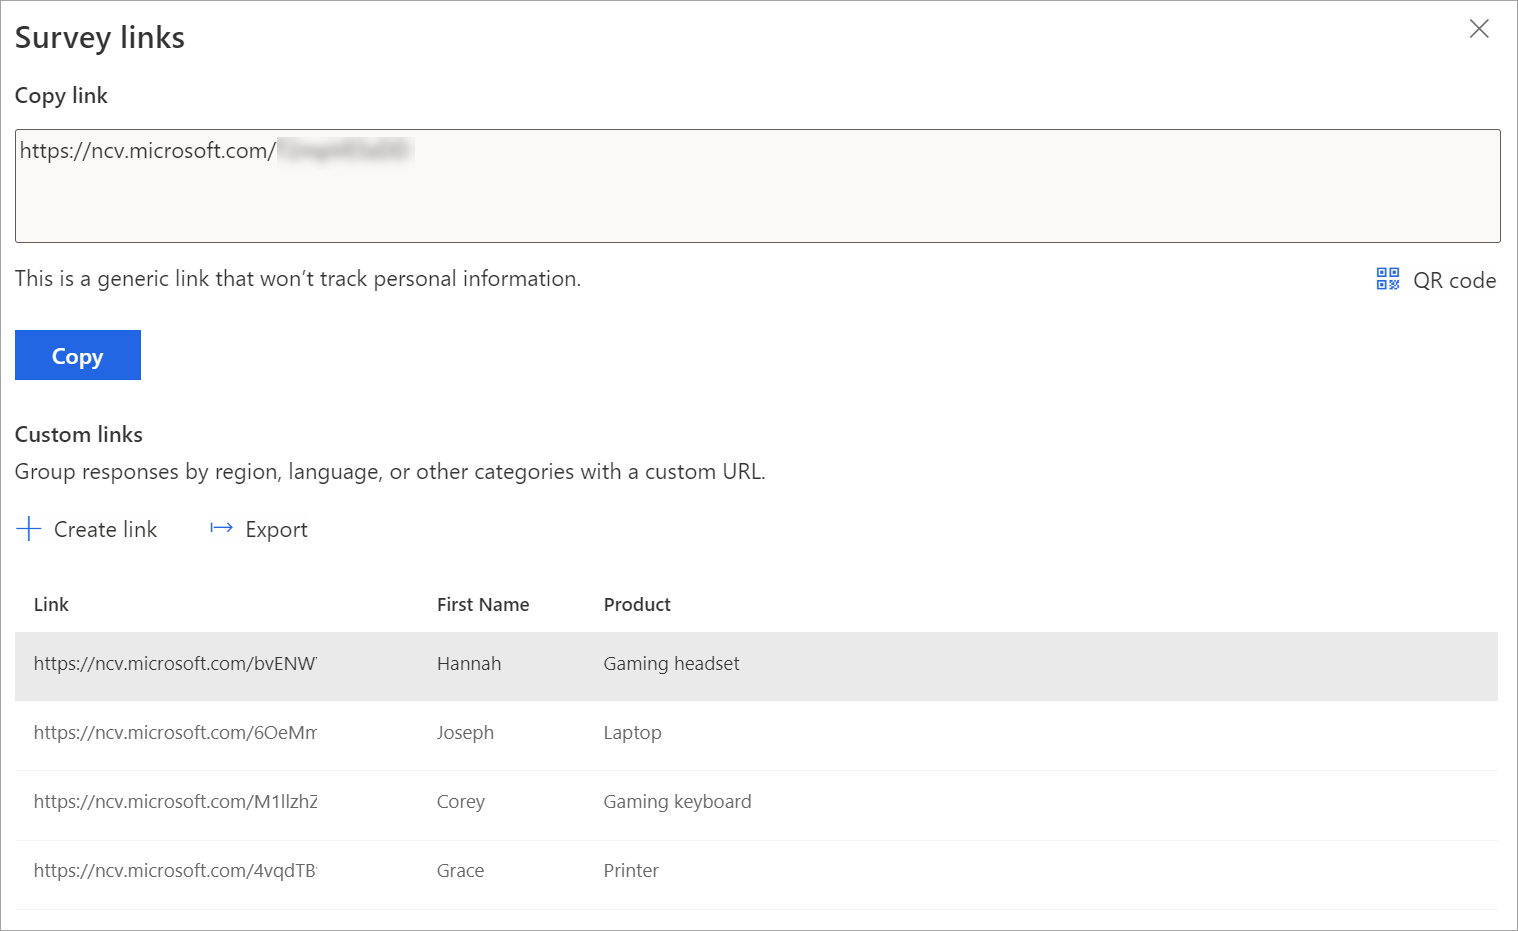 Survey links
Copy link
https://ncv.microsoft.com/
This is a generic link that won't track personal information.
QR code
Copy
Custom links
Group responses by region, language, or other categories with a custom URL.
Create link Export
Link First Name Product
https://ncv.microsoft.com/bvENW Hannah Gaming headset
https://ncv.microsoft.com/6OeMm Joseph Laptop
https://ncv.microsoft.com/M1llzhZ Corey Gaming keyboard
https://ncv.microsoft.com/4vqdTB Grace Printer